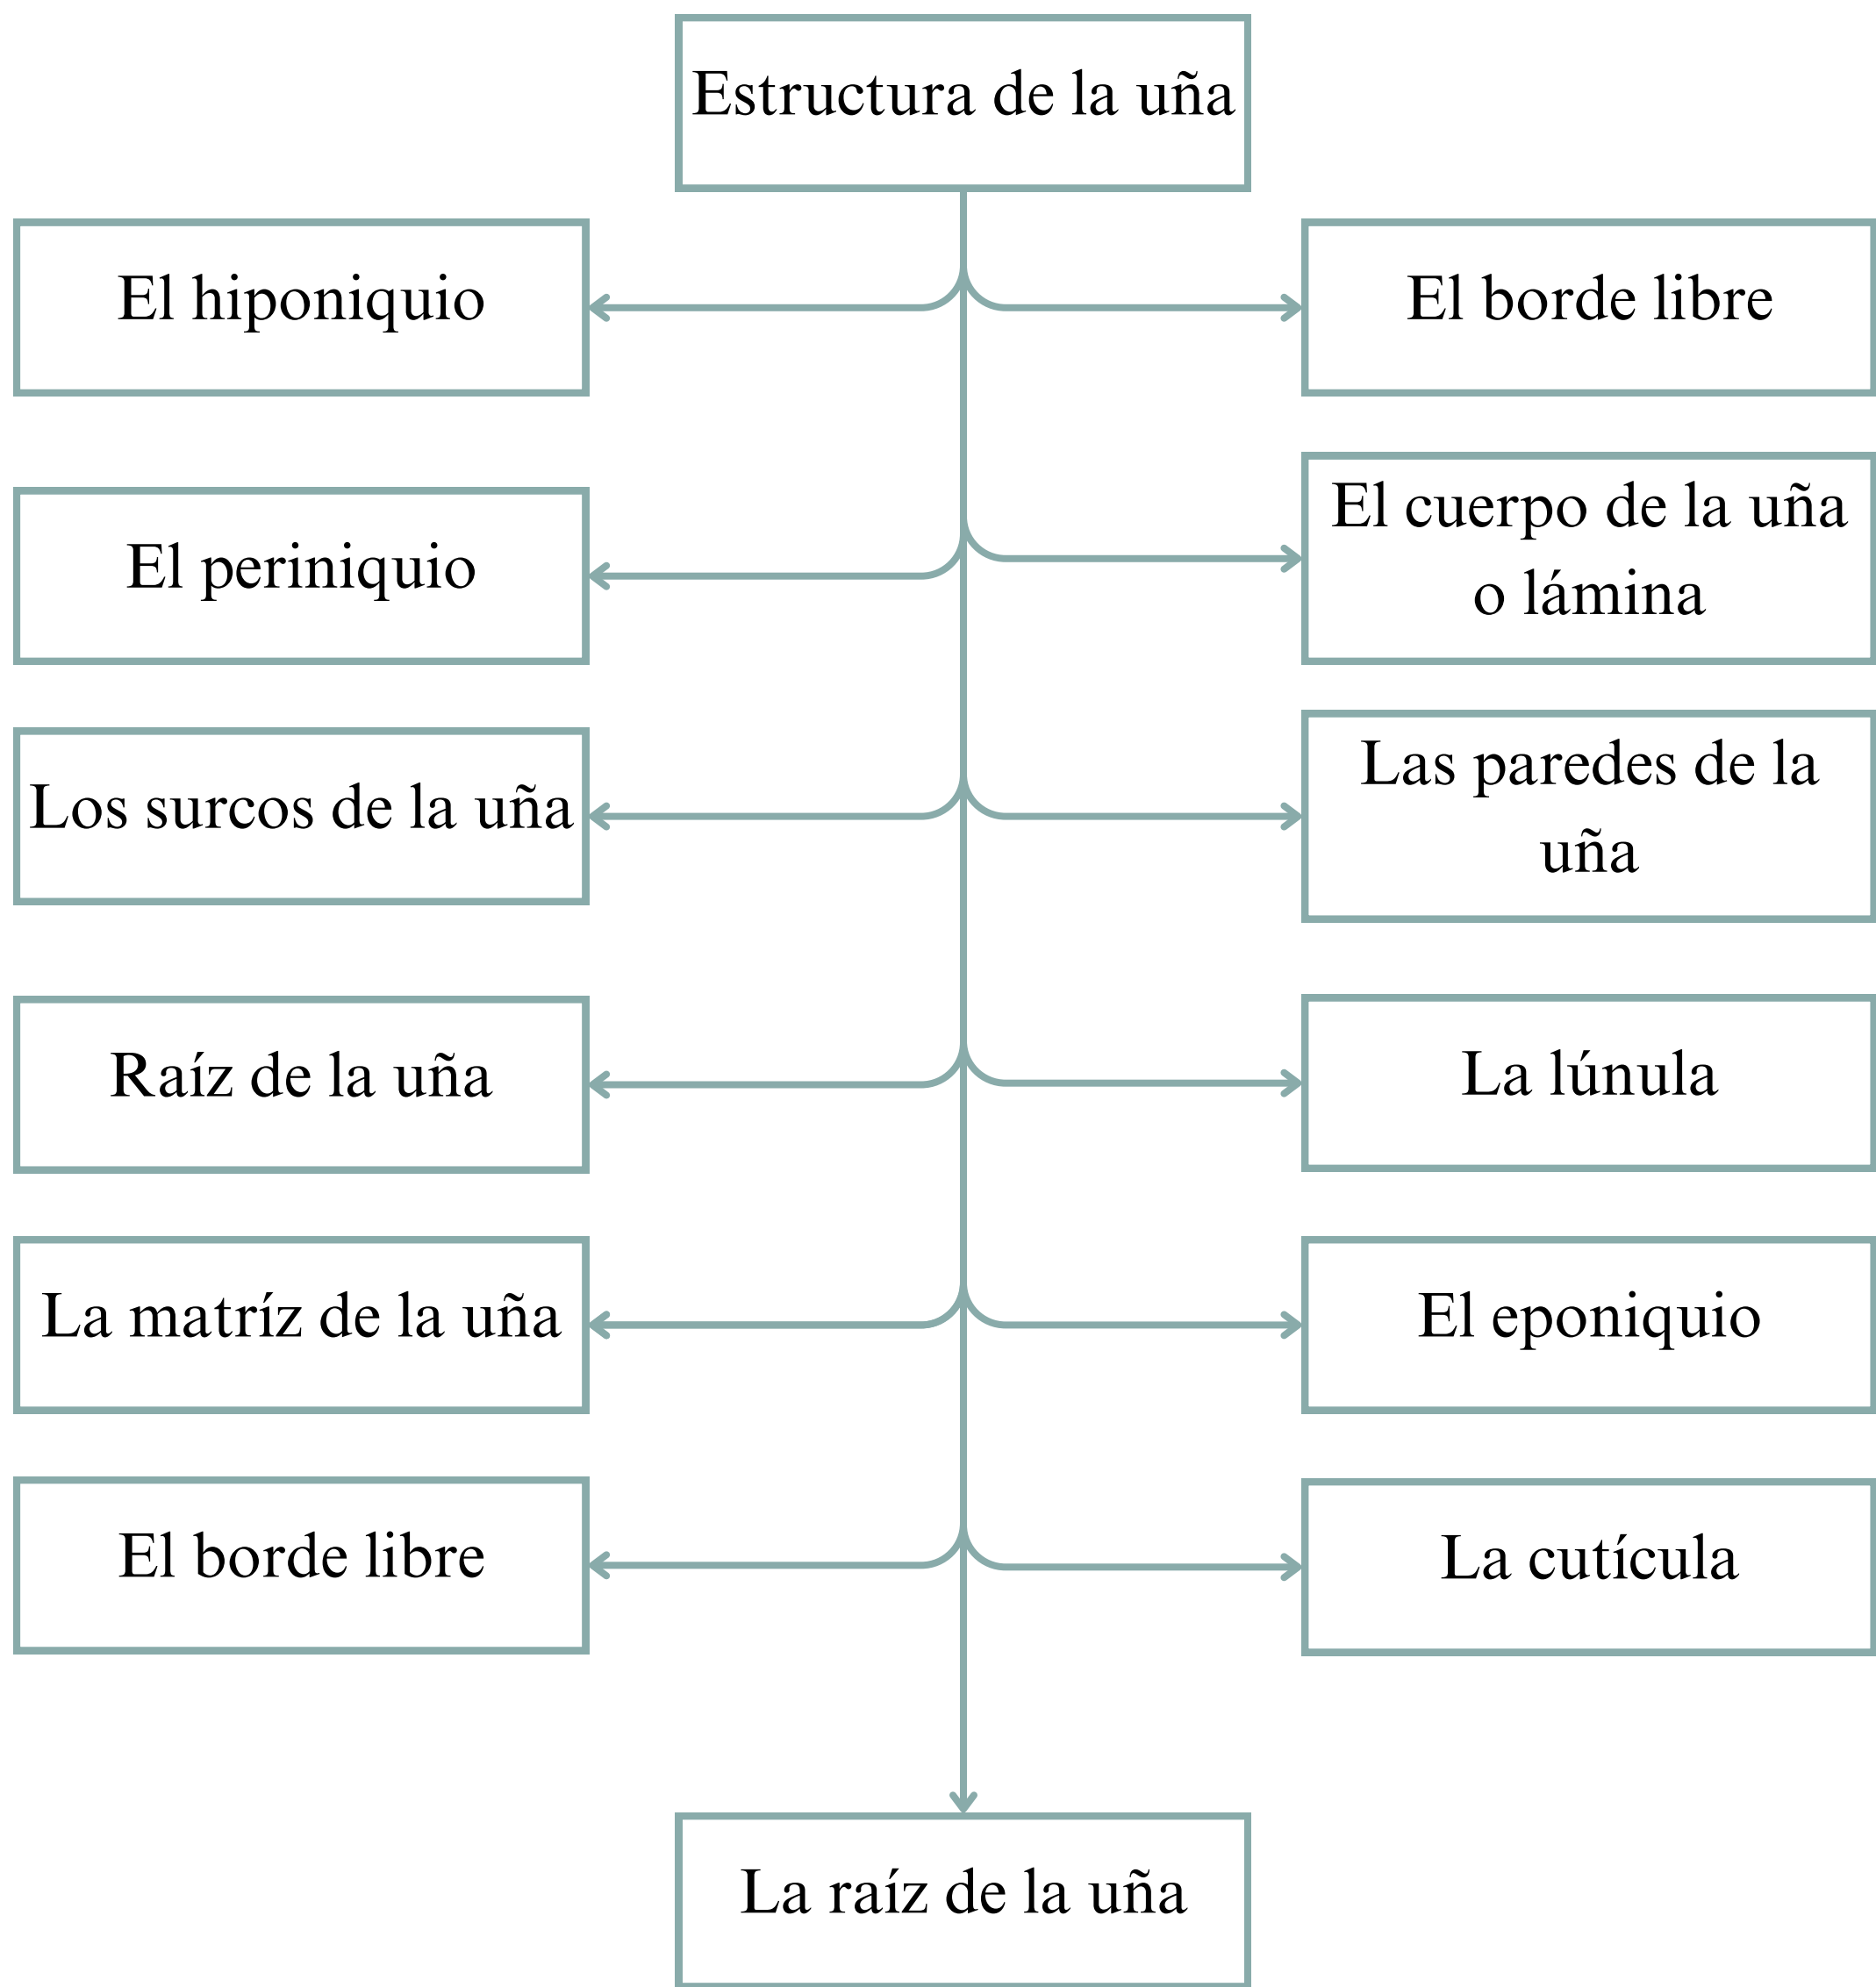 Estructura de la uña
El hiponiquio
El borde libre
El periniquio
El cuerpo de la uña
o lámina
Los surcos de la uña
Las paredes de la
uña
Raíz de la uña
La lúnula
La matríz de la uña
El eponiquio
El borde libre
La cutícula
La raíz de la uña